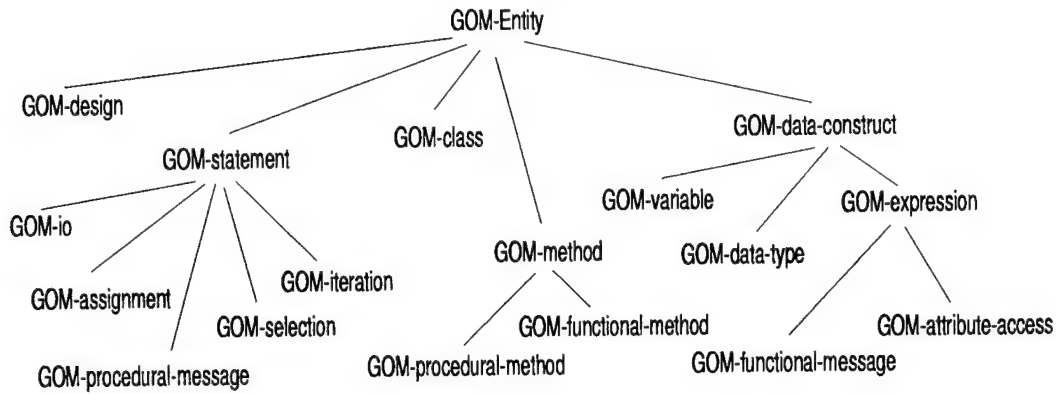 GOM-Entity
GOM-design
GOM-class
GOM-data-construct
GOM-statement
GOM-variable
GOM-expression
GOM-io
GOM-method
GOM-data-type
GOM-iteration
GOM-assignment
GOM-selection
GOM-functional-method
GOM-attribute-access
GOM-procedural-message
GOM-procedural-method
GOM-functional-message